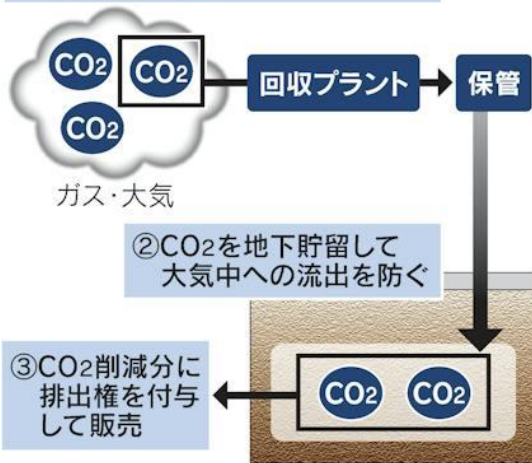 CO2
CO2
回収プラント
保管
CO2
ガス・大気
②CO2を地下貯留して
大気中への流出を防ぐ
③CO2削減分に
排出権を付与
して販売
CO2
CO2